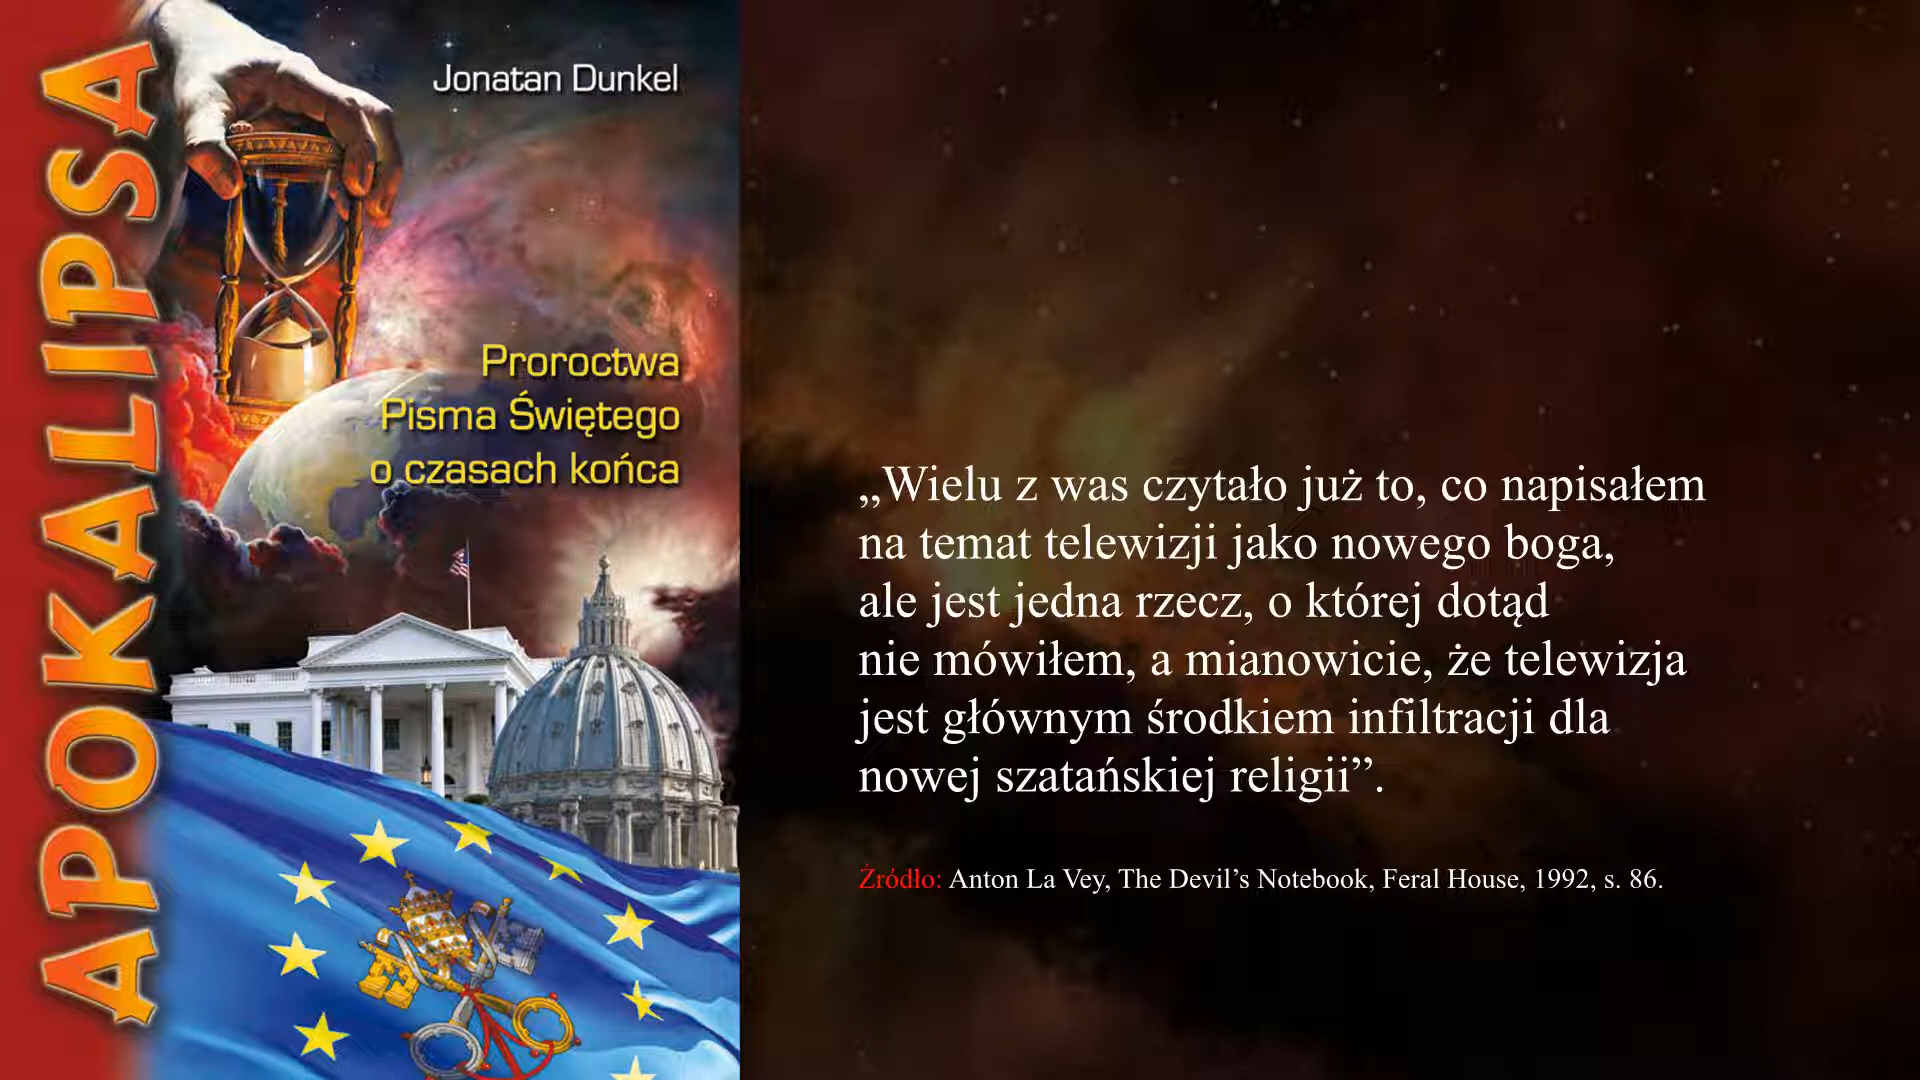 APOKALIPSA
Jonatan Dunkel
Proroctwa
Pisma Świętego
o czasach końca
„Wielu z was czytało już to, co napisałem
na temat telewizji jako nowego boga,
ale jest jedna rzecz, o której dotąd
nie mówiłem, a mianowicie, że telewizja
jest głównym środkiem infiltracji dla
nowej szatańskiej religii”.
Źródło: Anton La Vey, The Devil’s Notebook, Feral House, 1992, s. 86.